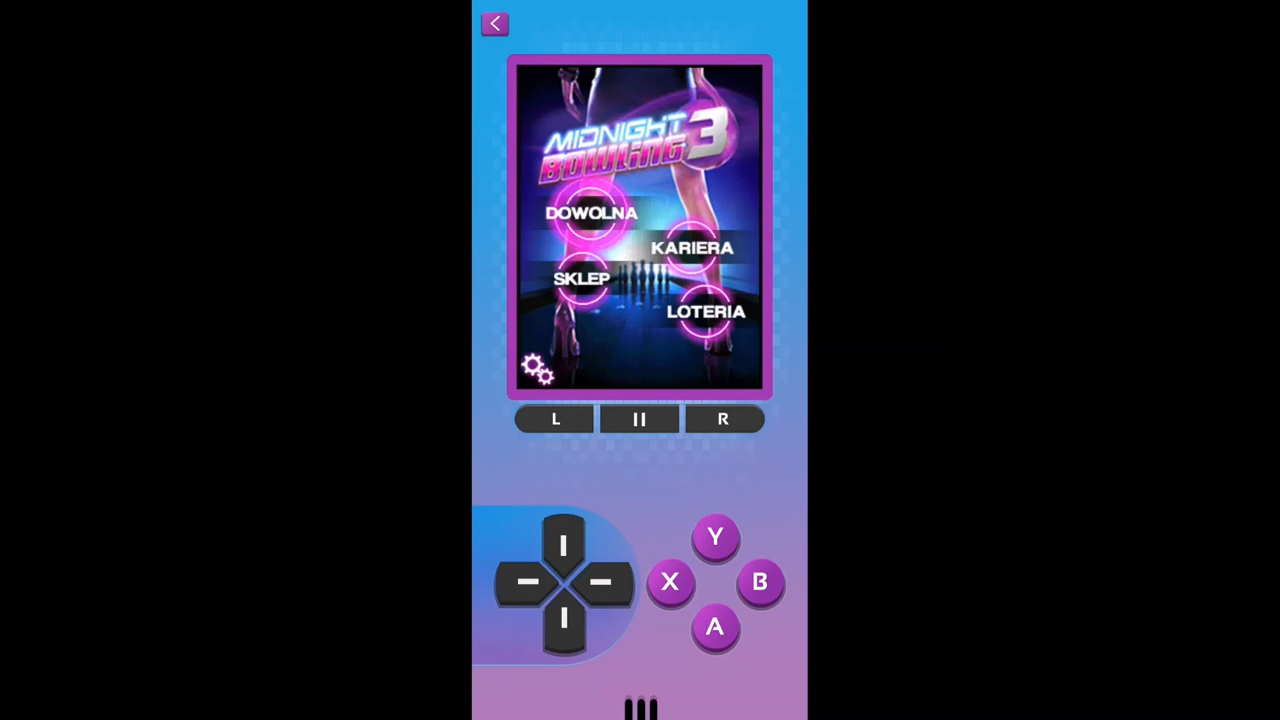 MIDNIGHT 3
BOWLING
DOWOLNA
KARIERA
SKLEP
LOTERIA
L
R
Y
X
B
A